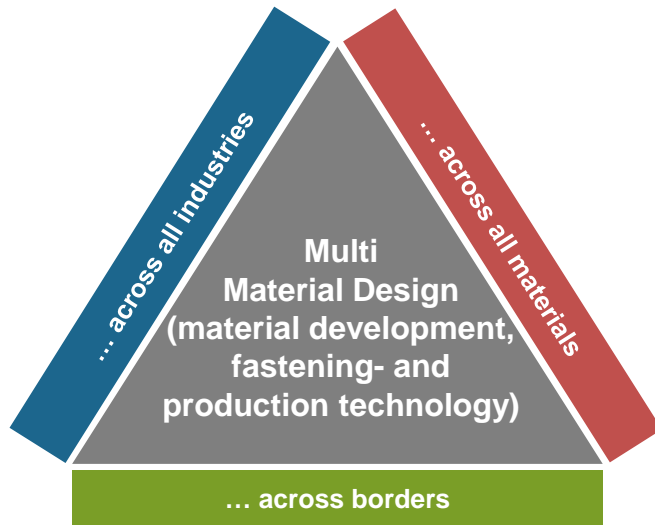 … across all industries
… across all materials
Multi
Material Design
(material development,
fastening- and
production technology)
… across borders